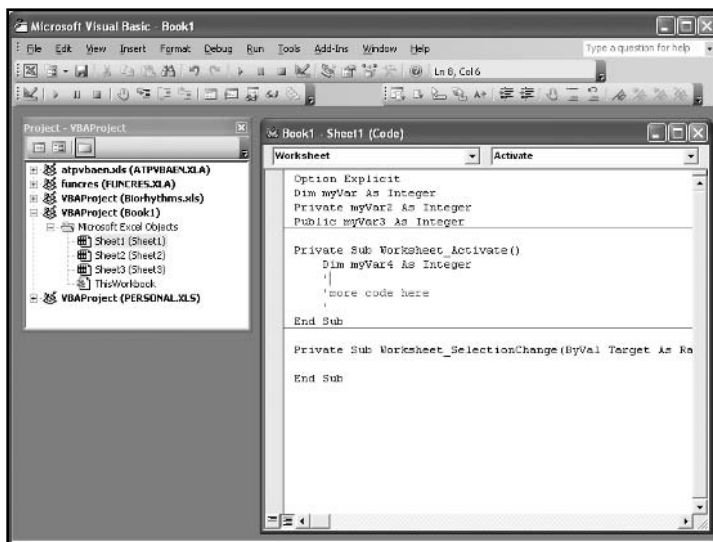 Microsoft Visual Basic - Book1
File Edit View Insert Format Debug Run Tools Add-Ins Window Help
Type a question for help
Ln 8, Col 6
Project - VBAProject
atpvbaen.xls (ATPVBAEN.XLA)
funcres (FUNCRES.XLA)
VBAProject (Biorhythms.xls)
VBAProject (Book1)
Microsoft Excel Objects
Sheet1 (Sheet1)
Sheet2 (Sheet2)
Sheet3 (Sheet3)
ThisWorkbook
VBAProject (PERSONAL.XLS)
Book1 - Sheet1 (Code)
Worksheet
Activate
Option Explicit
Dim myVar As Integer
Private myVar2 As Integer
Public myVar3 As Integer
Private Sub Worksheet_Activate()
Dim myVar4 As Integer
'
'more code here
'
End Sub
Private Sub Worksheet_SelectionChange(ByVal Target As Ra
End Sub